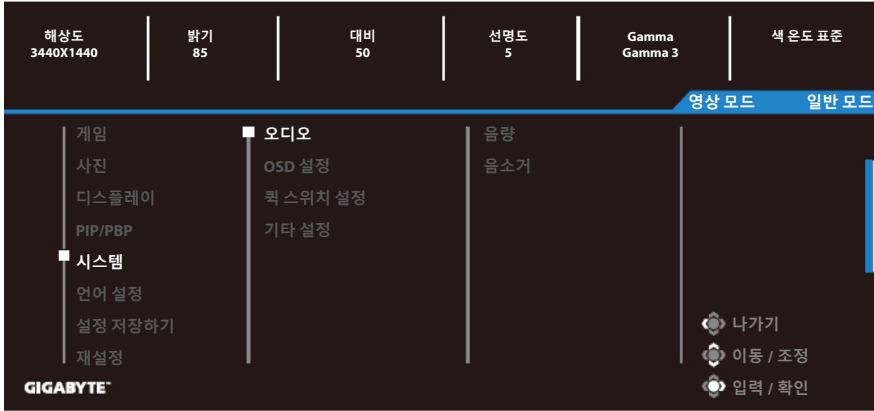 해상도
3440X1440
밝기
85
대비
50
선명도
5
Gamma
Gamma 3
색 온도 표준
영상 모드 일반 모드
게임
사진
디스플레이
PIP/PBP
시스템
언어 설정
설정 저장하기
재설정
오디오
OSD 설정
퀵 스위치 설정
기타 설정
음량
음소거
나가기
이동 / 조정
입력 / 확인
GIGABYTE™